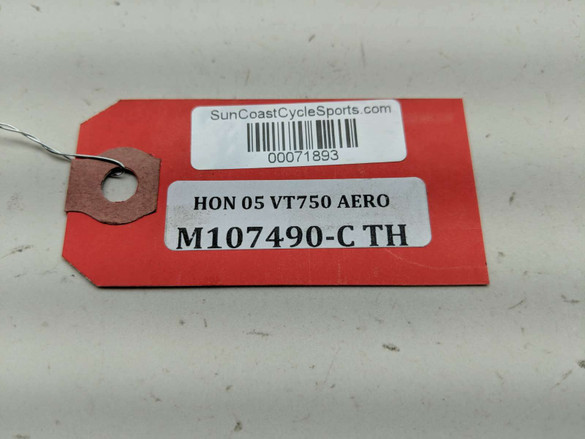 SunCoastCycleSports.com
00071893
HON 05 VT750 AERO
M107490-C TH